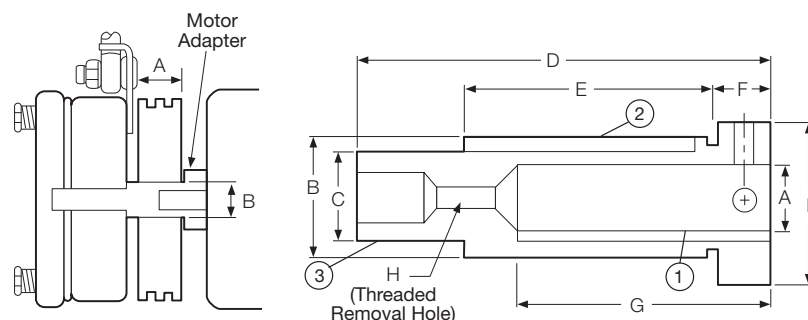 Motor
Adapter
A
B
D
E
F
2
B
C
A
3
H
(Threaded
Removal Hole)
1
G